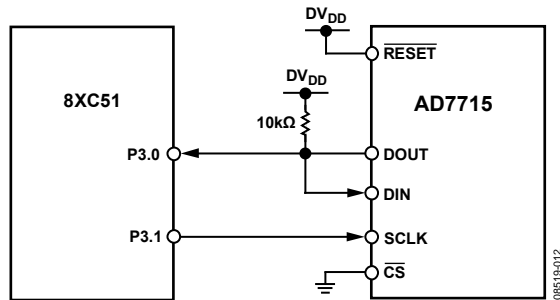 DVDD
RESET
DVDD
8XC51
AD7715
10kΩ
P3.0
DOUT
DIN
P3.1
SCLK
CS
08519-012